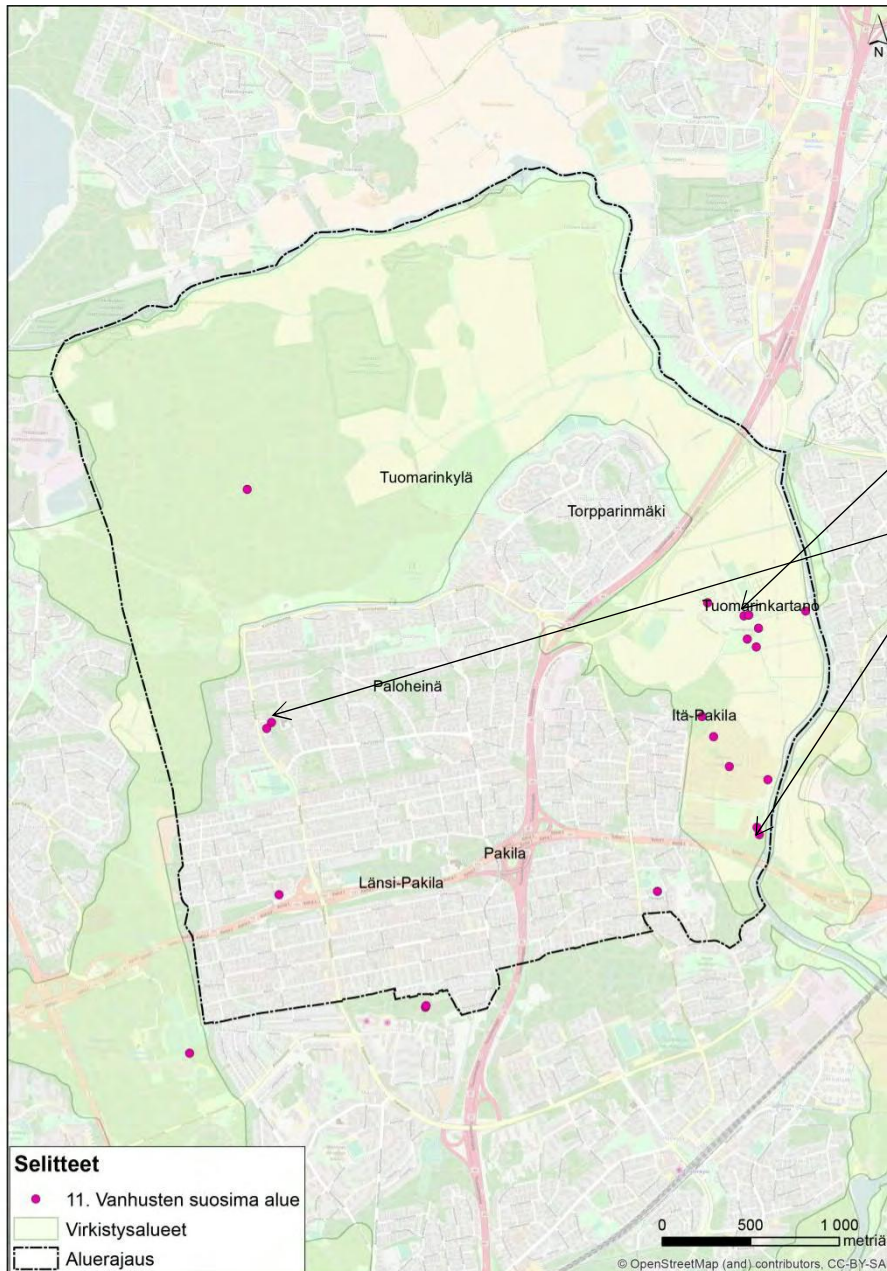 N
Tuomarinkylä
Torpparinmäki
Tuomarinkartano
Paloheinä
Itä-Pakila
Pakila
Länsi-Pakila
Selitteet
11. Vanhusten suosima alue
Virkistysalueet
Aluerajaus
0 500 1 000
metriä
© OpenStreetMap (and) contributors, CC-BY-SA